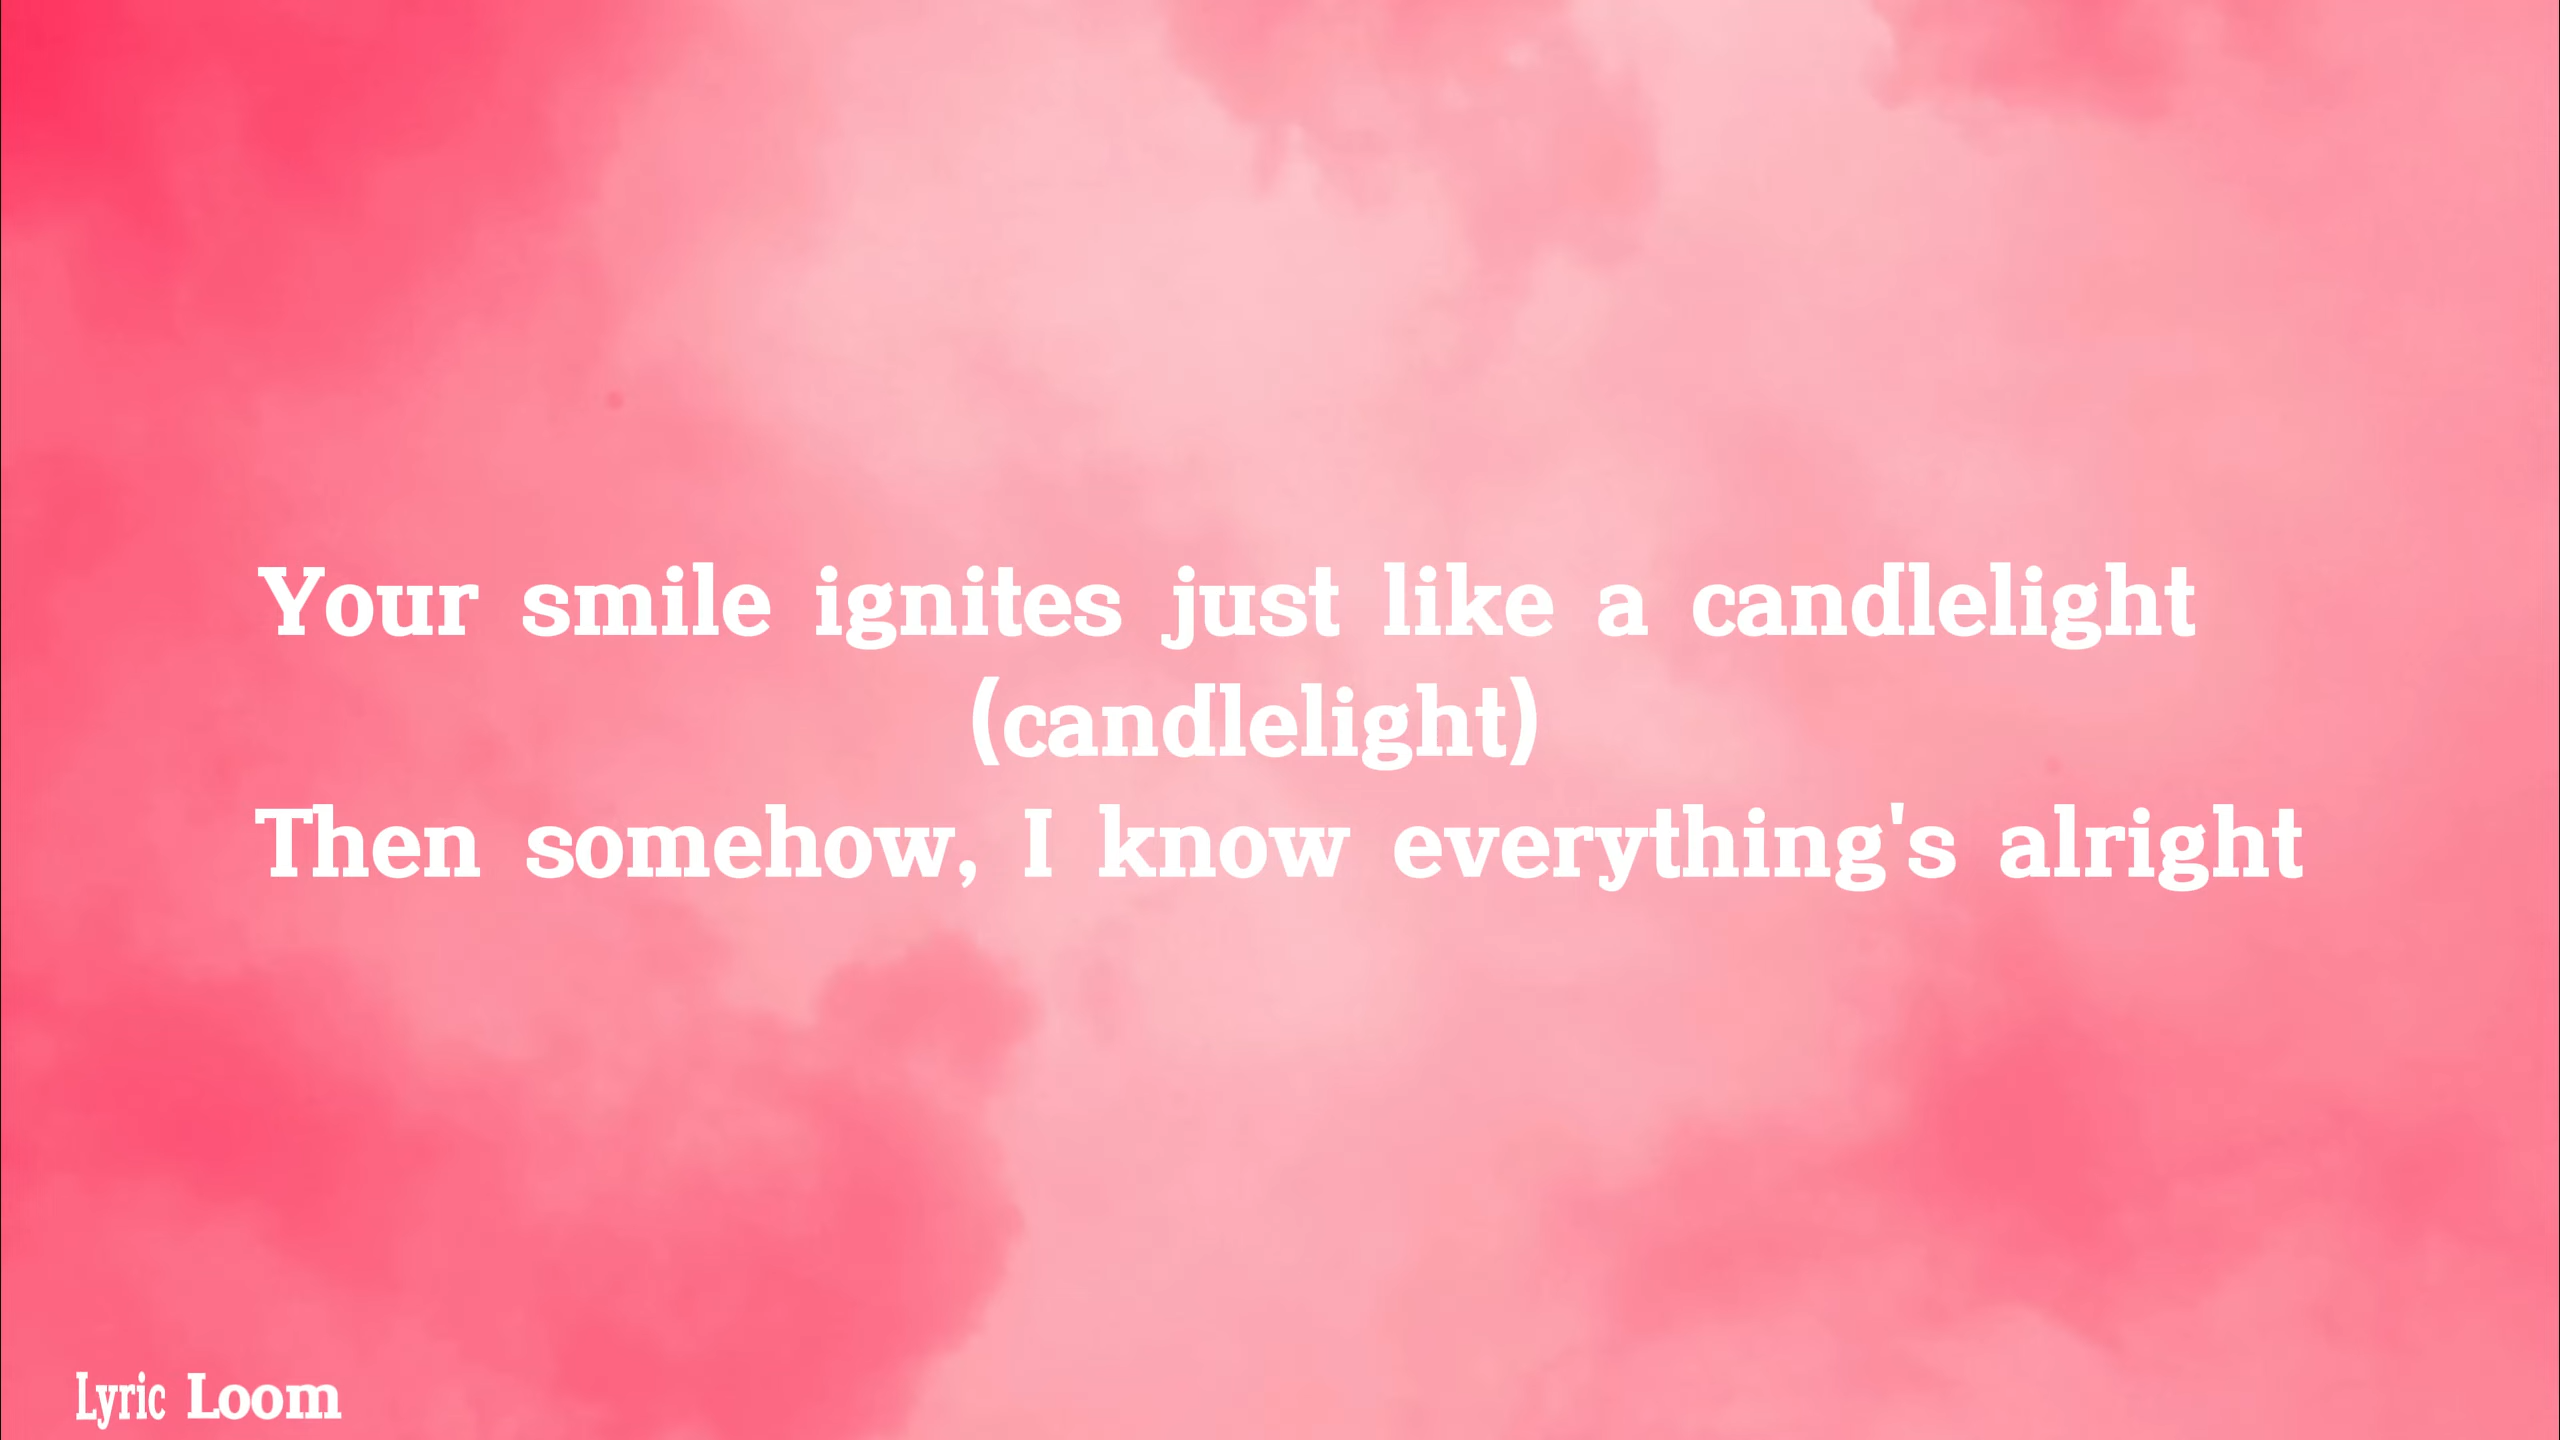 Your smile ignites just like a candlelight
(candlelight)
Then somehow, I know everything's alright
Lyric Loom